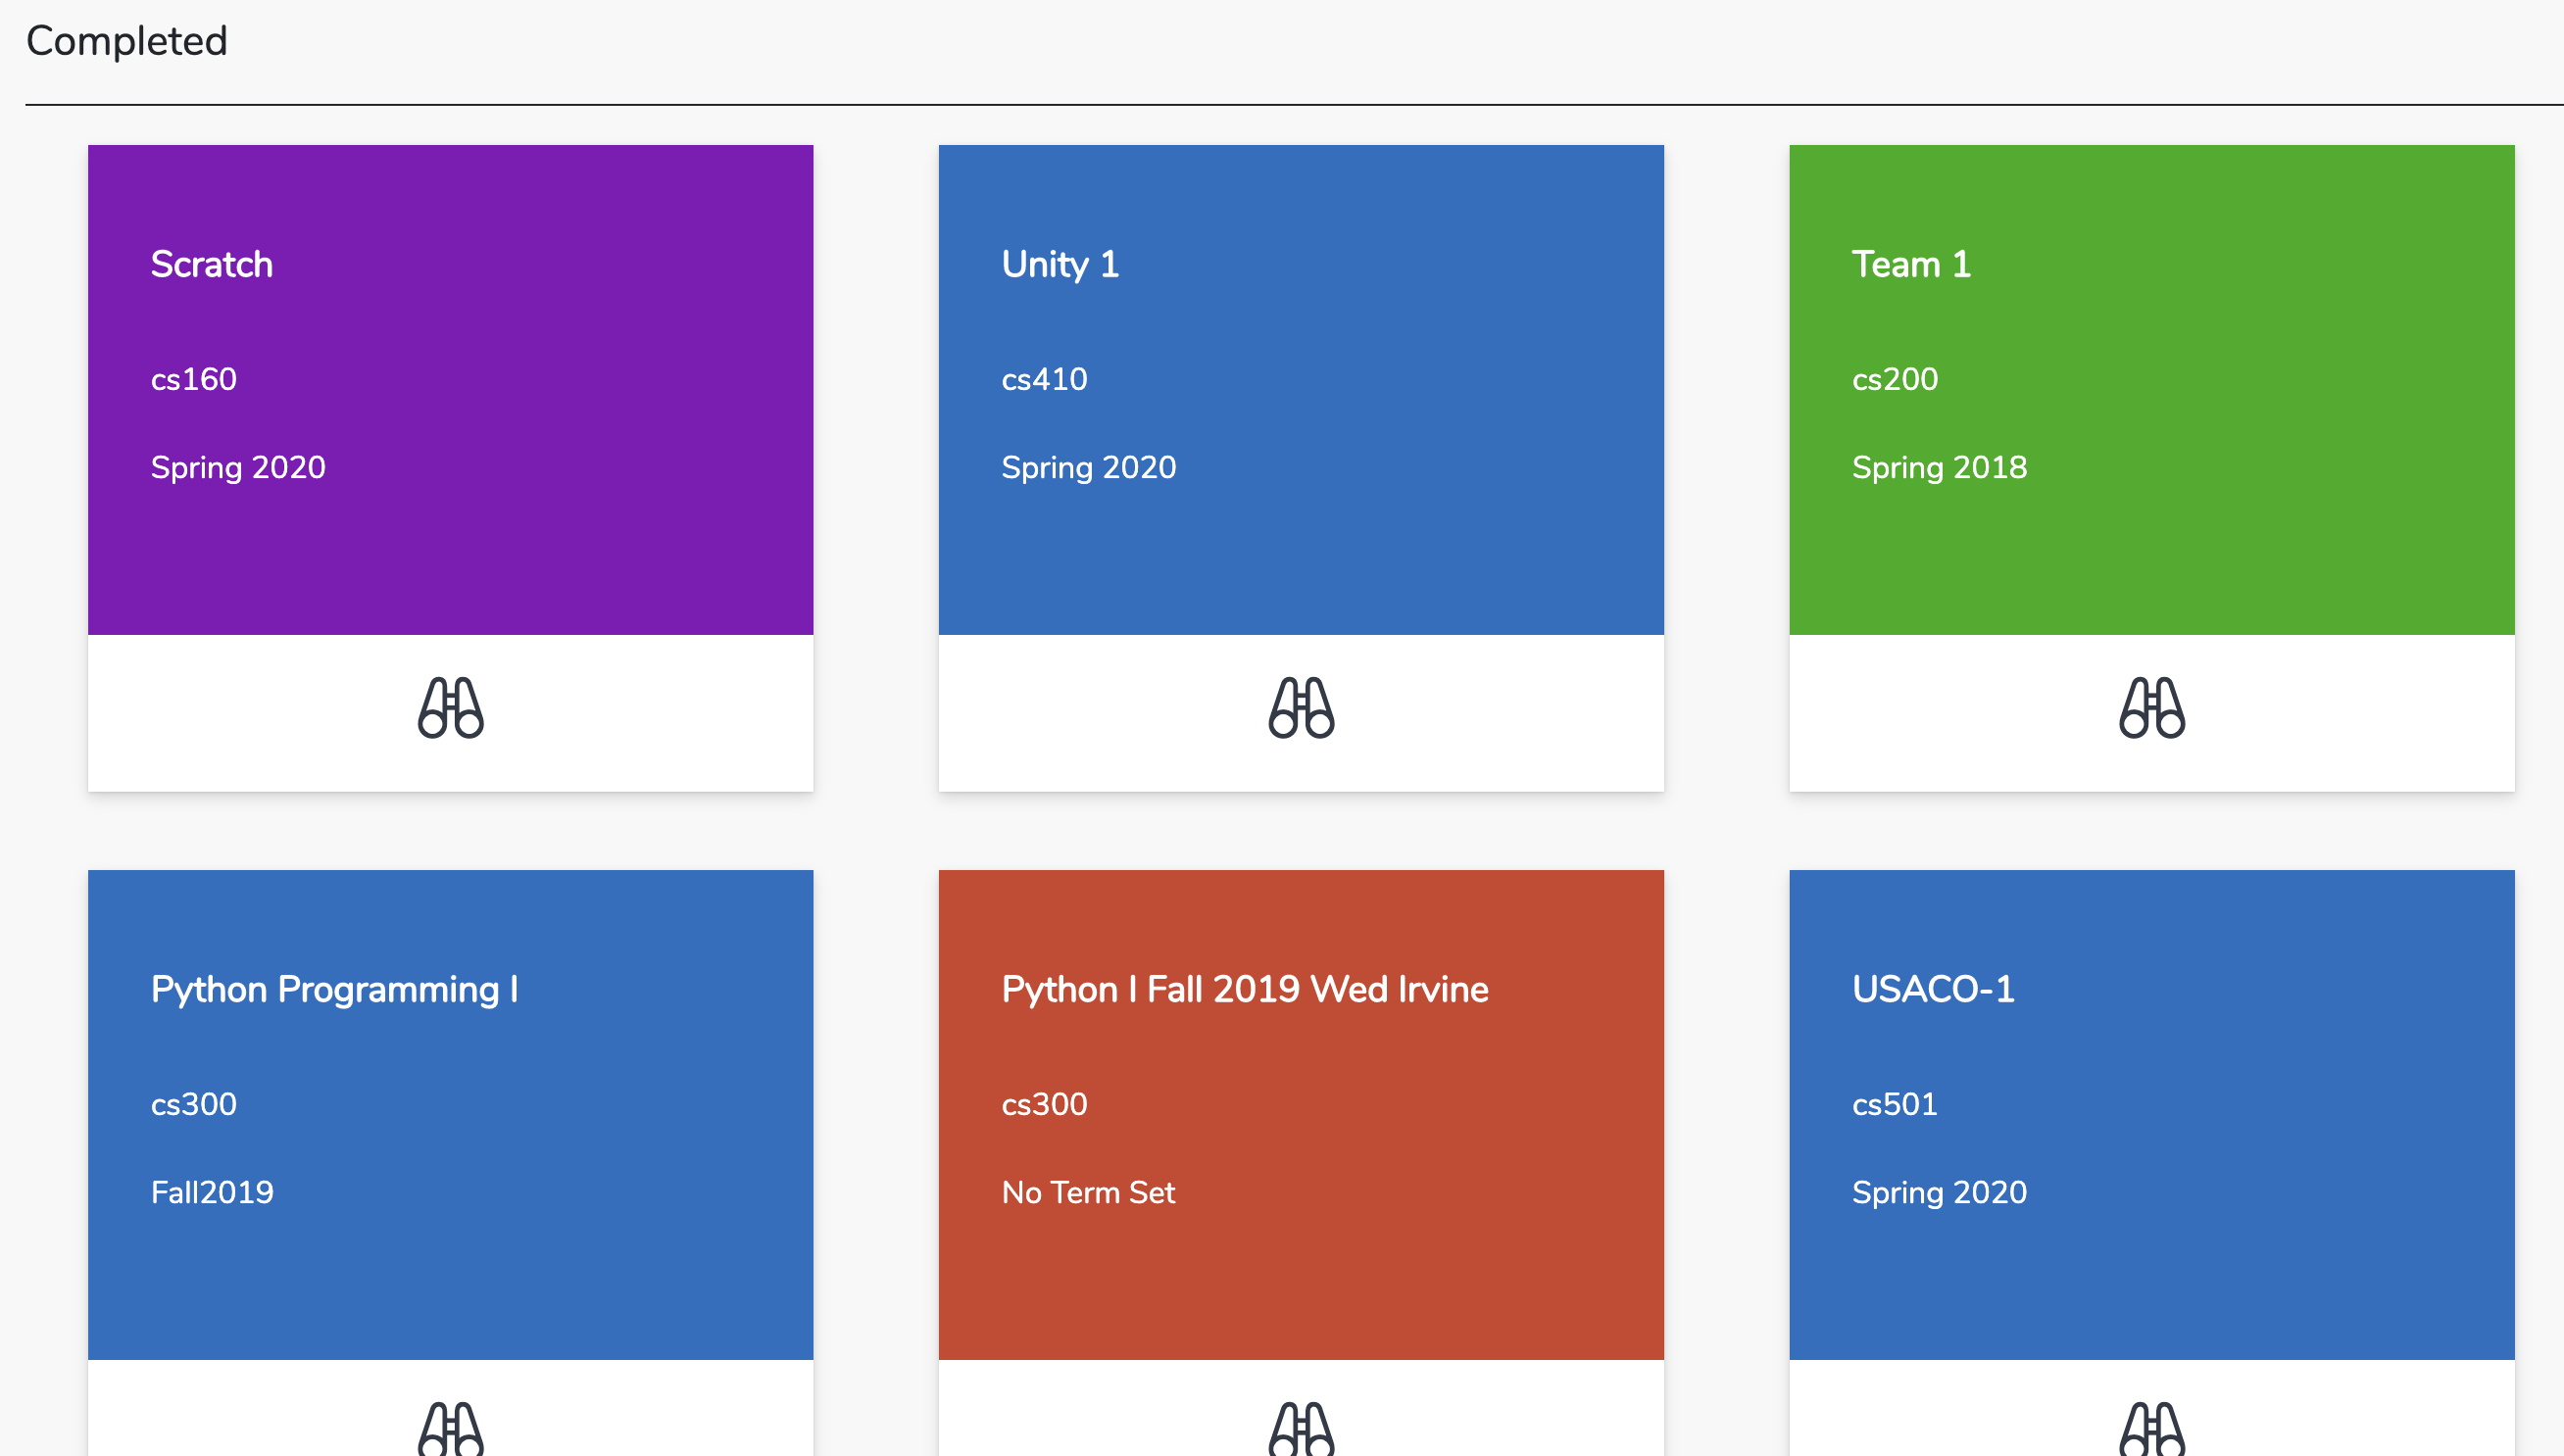 Completed
Scratch
cs160
Spring 2020
Unity 1
cs410
Spring 2020
Team 1
cs200
Spring 2018
Python Programming I
cs300
Fall2019
Python I Fall 2019 Wed Irvine
cs300
No Term Set
USACO-1
cs501
Spring 2020